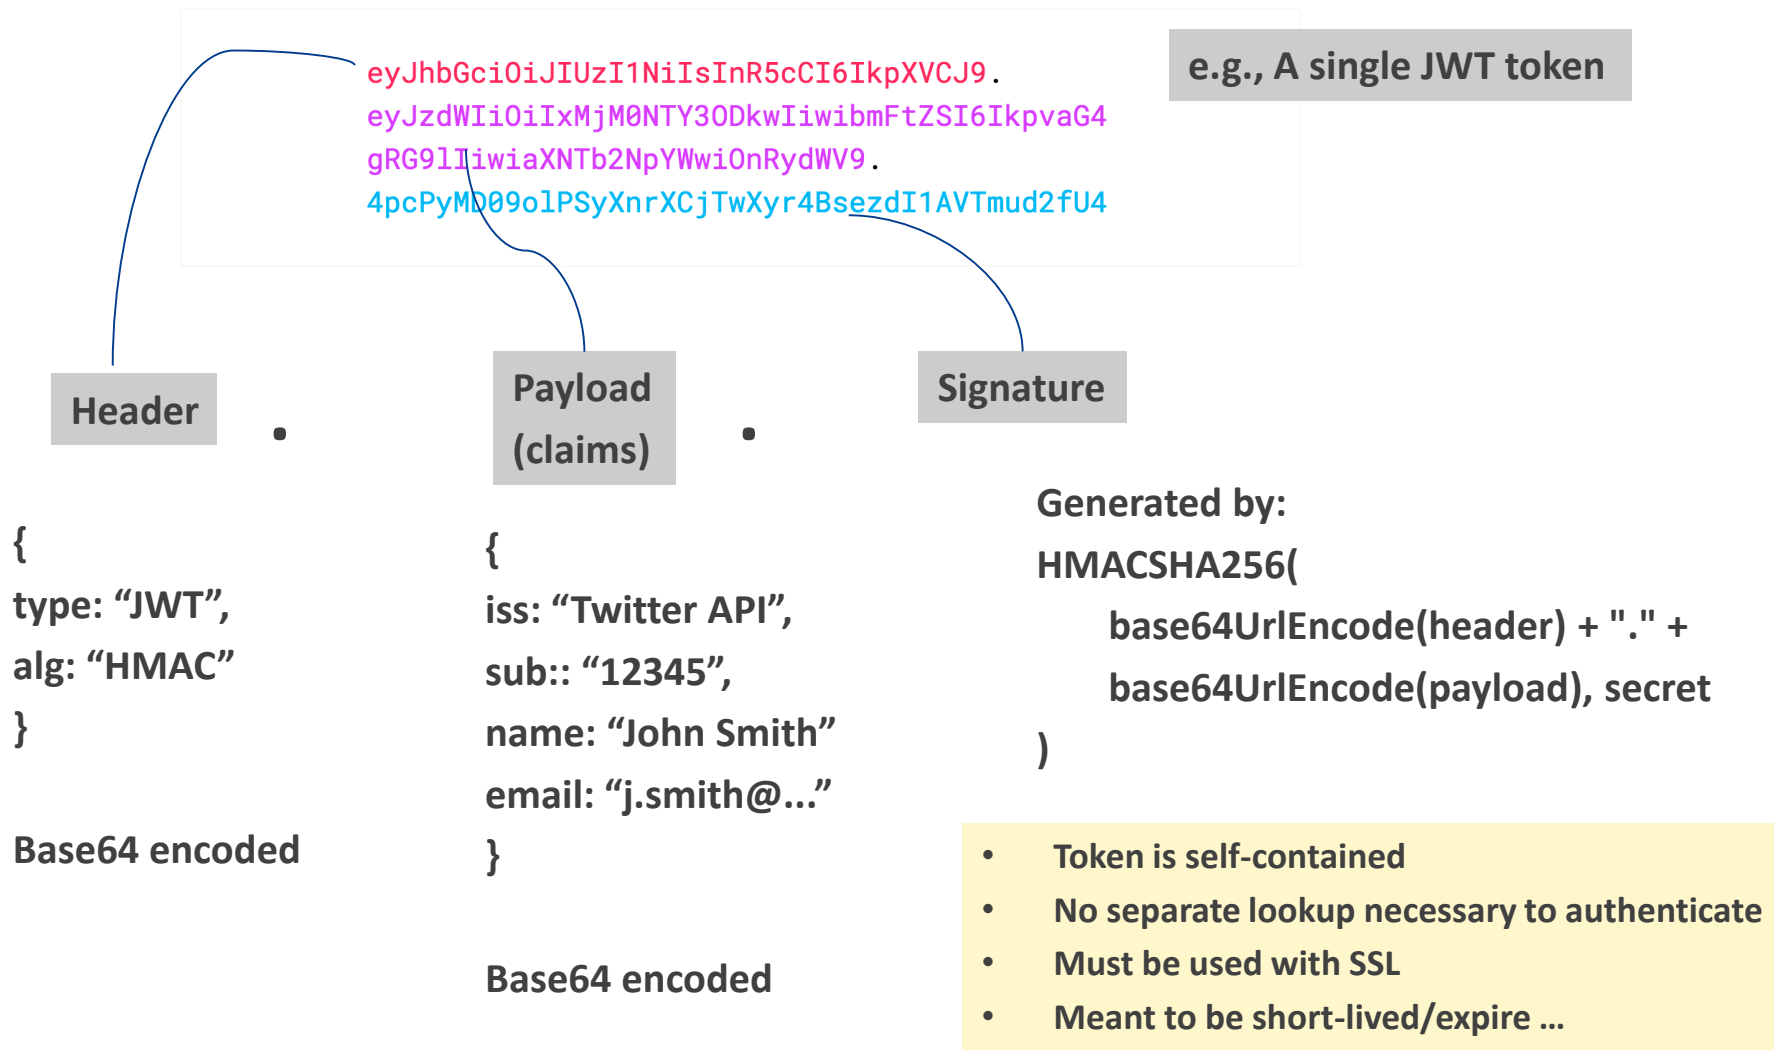 eyJhbGciOiJIUzI1NiIsInR5cCI6IkpXVCJ9.
eyJzdWIiOiIxMjM0NTY3ODkwIiwibmFtZSI6IkpvaG4
gRG9lIiwiaXNTb2NpYWwiOnRydWV9.
4pcPyMD09olPSyXnrXCjTwXyr4BsezdI1AVTmud2fU4
e.g., A single JWT token
Header
.
Payload
(claims)
.
Signature
{
type: “JWT”,
alg: “HMAC”
}
Base64 encoded
{
iss: “Twitter API”,
sub:: “12345”,
name: “John Smith”
email: “j.smith@...”
}
Base64 encoded
Generated by:
HMACSHA256(
base64UrlEncode(header) + "." +
base64UrlEncode(payload), secret
)
• Token is self-contained
• No separate lookup necessary to authenticate
• Must be used with SSL
• Meant to be short-lived/expire ...